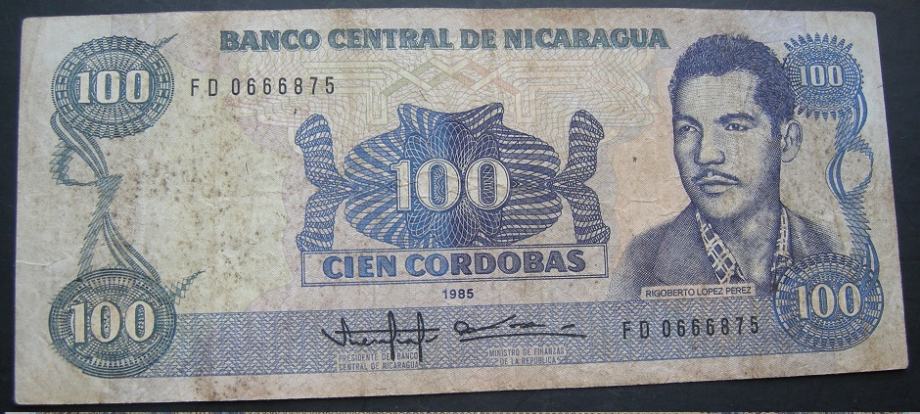 BANCO CENTRAL DE NICARAGUA
100
100
FD 0666875
100
CIEN CORDOBAS
1985
RIGOBERTO LOPEZ PEREZ
100
100
FD 0666875
PRESIDENTE DE BANCO
CENTRAL DE NICARAGUA
MINISTRO DE FINANZAS
DE LA REPUBLICA